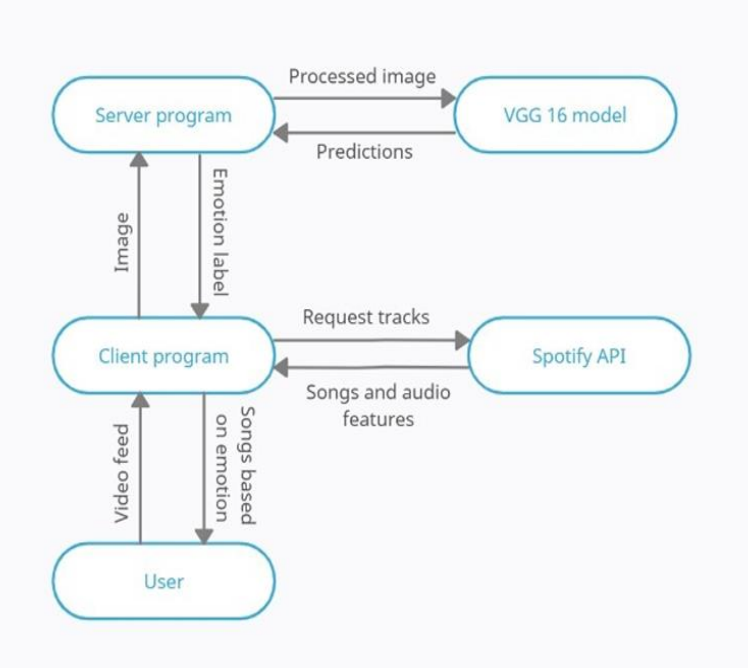 Processed image
Server program
VGG 16 model
Predictions
Image
Emotion label
Request tracks
Client program
Spotify API
Songs and audio
features
Video feed
Songs based
on emotion
User